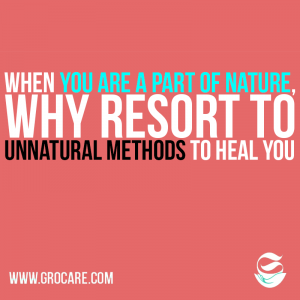 WHEN YOU ARE A PART OF NATURE,
WHY RESORT TO
UNNATURAL METHODS TO HEAL YOU
WWW.GROCARE.COM